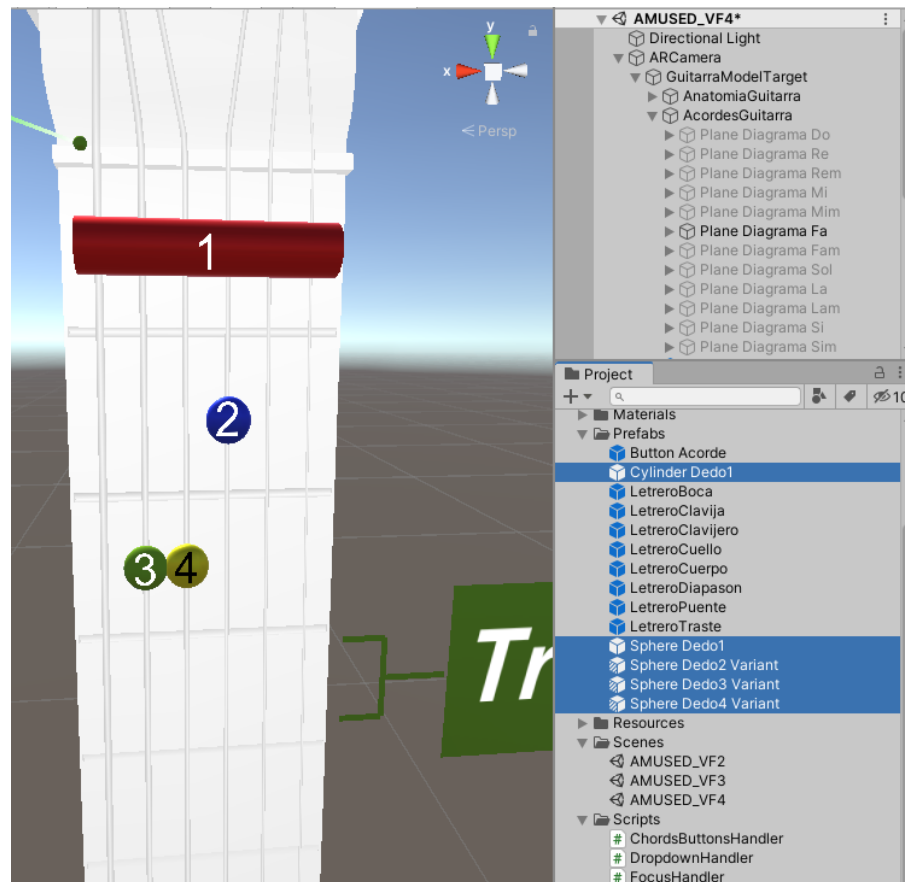 y
x
Persp
1
2
3
4
Tr
AMUSED_VF4*
Directional Light
ARCamera
GuitarraModelTarget
AnatomiaGuitarra
AcordesGuitarra
Plane Diagrama Do
Plane Diagrama Re
Plane Diagrama Rem
Plane Diagrama Mi
Plane Diagrama Mim
Plane Diagrama Fa
Plane Diagrama Fam
Plane Diagrama Sol
Plane Diagrama La
Plane Diagrama Lam
Plane Diagrama Si
Plane Diagrama Sim
Project
10
Materials
Prefabs
Button Acorde
Cylinder Dedo1
LetreroBoca
LetreroClavija
LetreroClavijero
LetreroCuello
LetreroCuerpo
LetreroDiapason
LetreroPuente
LetreroTraste
Sphere Dedo1
Sphere Dedo2 Variant
Sphere Dedo3 Variant
Sphere Dedo4 Variant
Resources
Scenes
AMUSED_VF2
AMUSED_VF3
AMUSED_VF4
Scripts
# ChordsButtonsHandler
# DropdownHandler
# FocusHandler